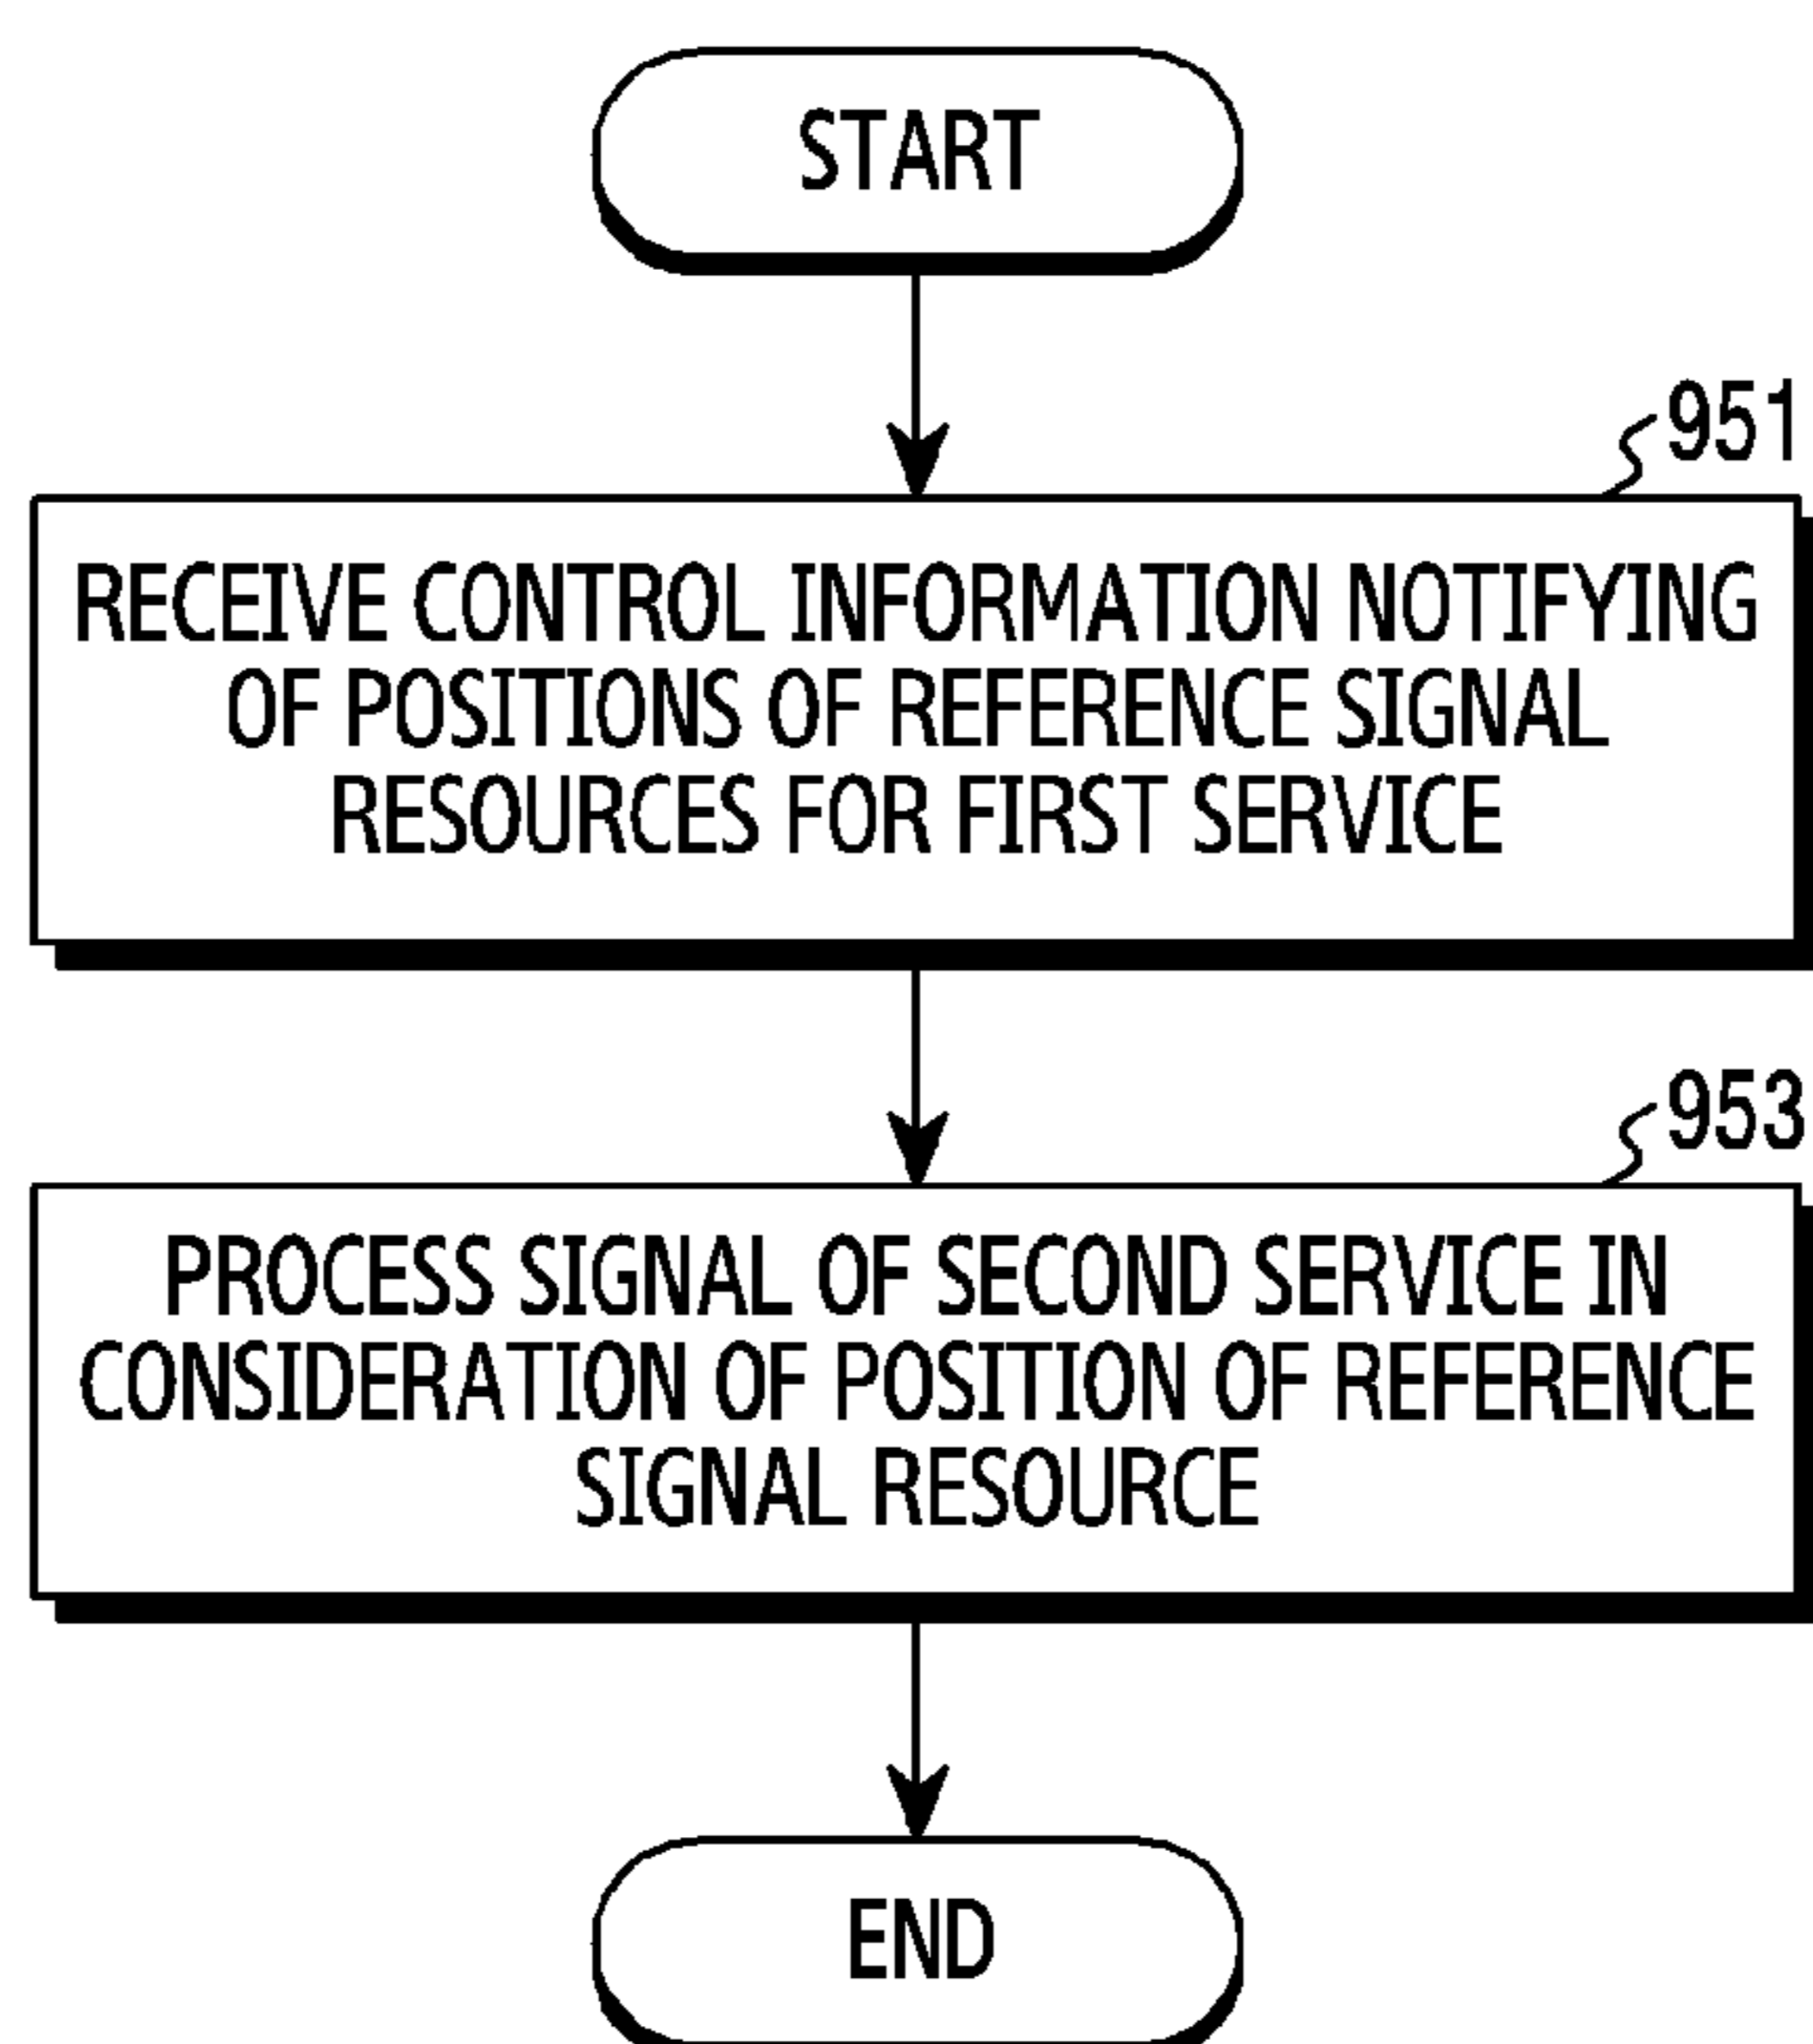 START
951
RECEIVE CONTROL INFORMATION NOTIFYING
OF POSITIONS OF REFERENCE SIGNAL
RESOURCES FOR FIRST SERVICE
953
PROCESS SIGNAL OF SECOND SERVICE IN
CONSIDERATION OF POSITION OF REFERENCE
SIGNAL RESOURCE
END